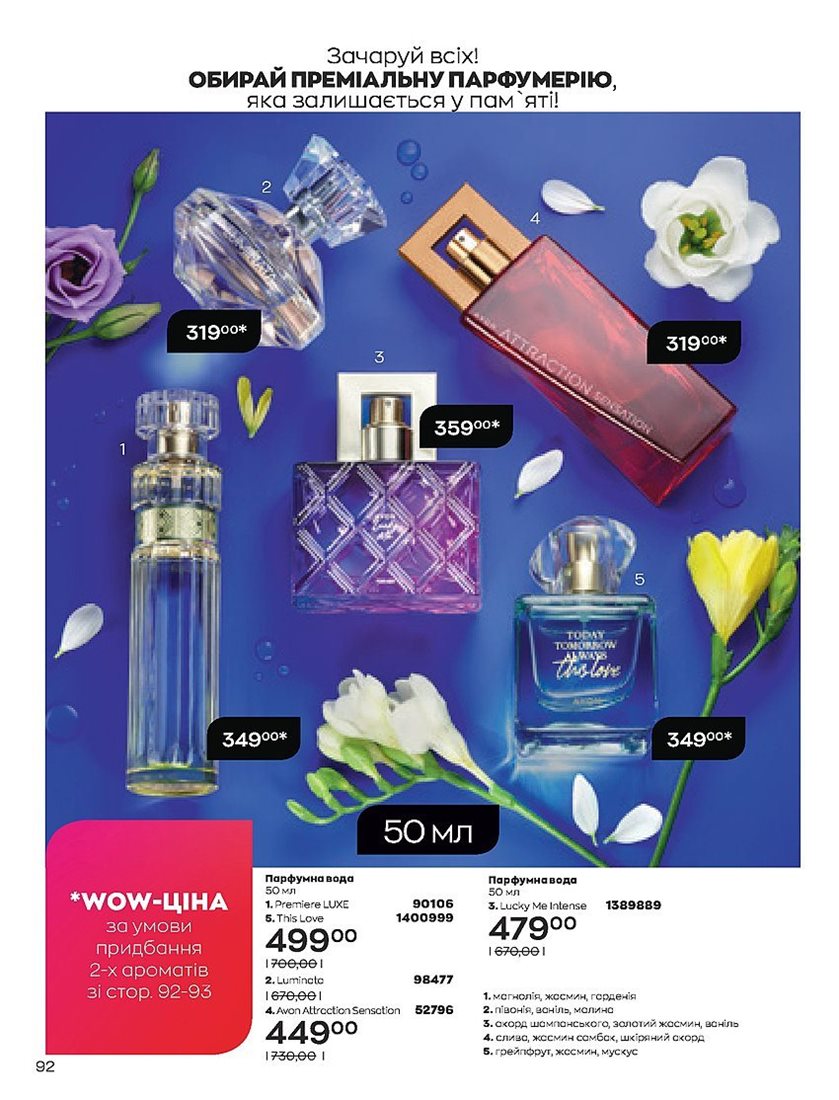 Зачаруй всіх!
ОБИРАЙ ПРЕМІАЛЬНУ ПАРФУМЕРІЮ,
яка залишається у пам`яті!
2
4
319⁰⁰*
319⁰⁰*
3
359⁰⁰*
AVON ATTRACTION SENSATION
1
5
TODAY
TOMORROW
ALWAYS
this love
AVON
349⁰⁰*
349⁰⁰*
50 мл
*WOW-ЦІНА
за умови
придбання
2-х ароматів
зі стор. 92-93
Парфумна вода
50 мл
1. Premiere LUXE 90106
5. This Love 1400999
499⁰⁰
| 700,00 |
2. Luminata 98477
| 670,00 |
4. Avon Attraction Sensation 52796
449⁰⁰
| 730,00 |
Парфумна вода
50 мл
3. Lucky Me Intense 1389889
479⁰⁰
| 670,00 |
1. магнолія, жасмин, гарденія
2. півонія, ваніль, малина
3. акорд шампанського, золотий жасмин, ваніль
4. слива, жасмин самбак, шкіряний акорд
5. грейпфрут, жасмин, мускус
92